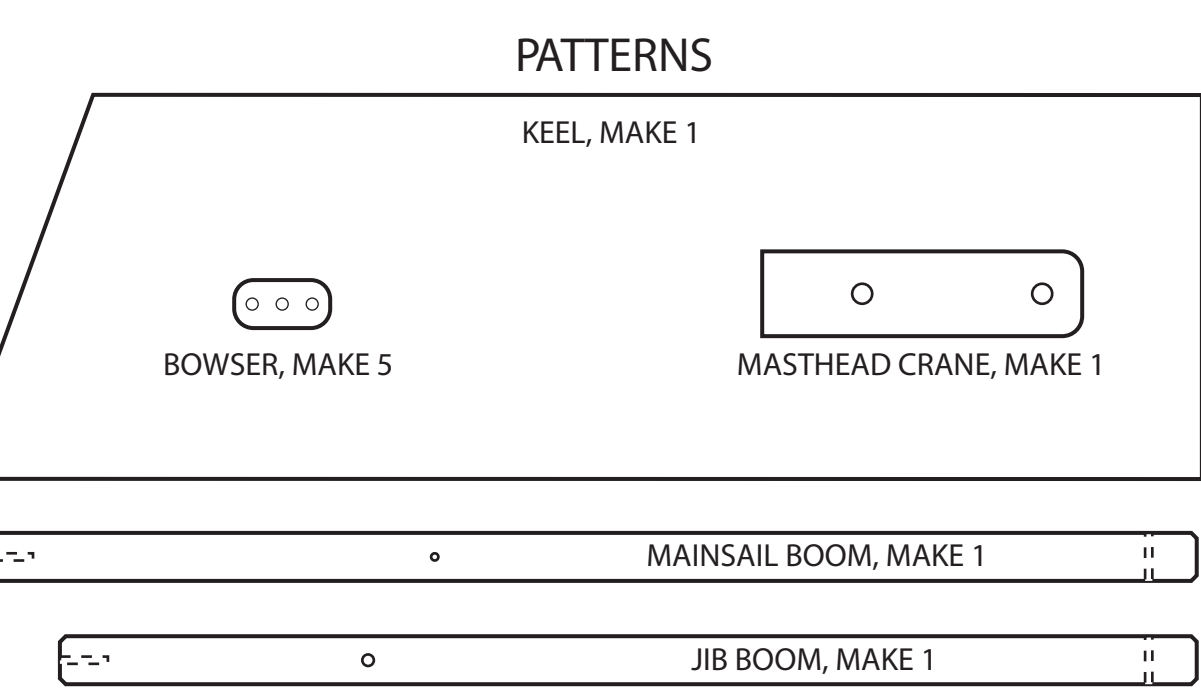 PATTERNS
KEEL, MAKE 1
BOWSER, MAKE 5
MASTHEAD CRANE, MAKE 1
MAINSAIL BOOM, MAKE 1
JIB BOOM, MAKE 1